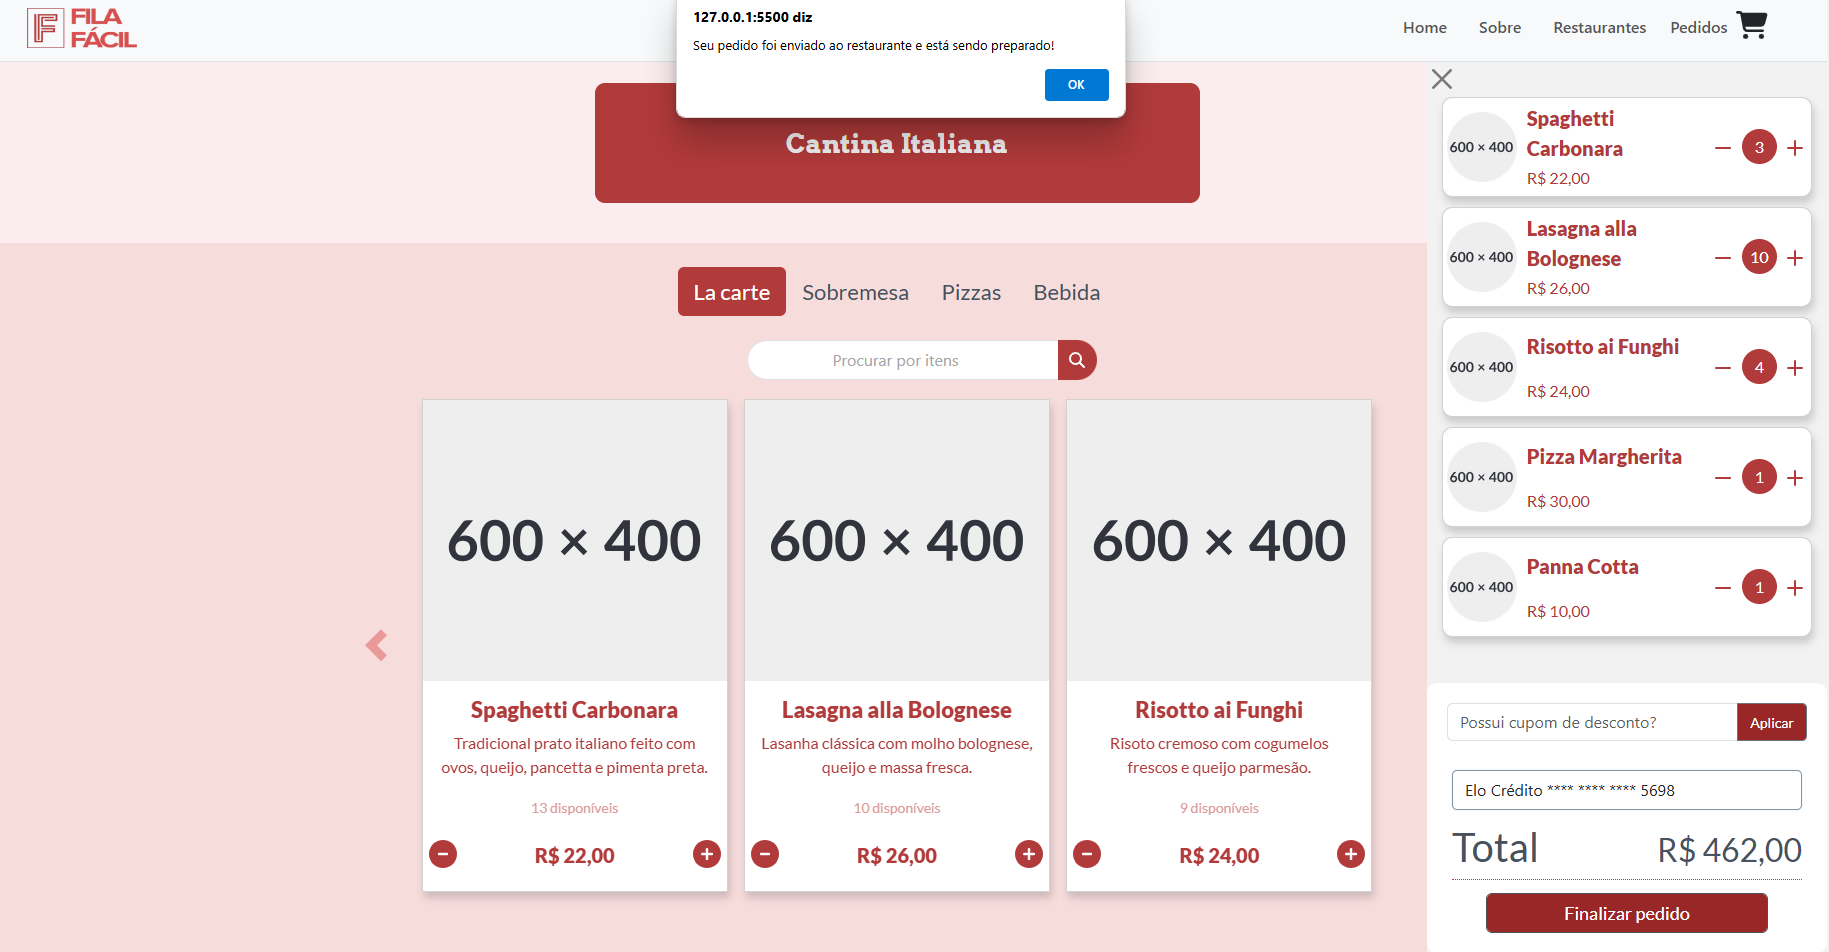 FILA
FÁCIL
127.0.0.1:5500 diz
Seu pedido foi enviado ao restaurante e está sendo preparado!
OK
Home
Sobre
Restaurantes
Pedidos
Cantina Italiana
La carte
Sobremesa
Pizzas
Bebida
Procurar por itens
600 × 400
Spaghetti Carbonara
Tradicional prato italiano feito com
ovos, queijo, pancetta e pimenta preta.
13 disponíveis
R$ 22,00
600 × 400
Lasagna alla Bolognese
Lasanha clássica com molho bolognese,
queijo e massa fresca.
10 disponíveis
R$ 26,00
600 × 400
Risotto ai Funghi
Risoto cremoso com cogumelos
frescos e queijo parmesão.
9 disponíveis
R$ 24,00
600 × 400
Spaghetti
Carbonara
R$ 22,00
3
600 × 400
Lasagna alla
Bolognese
R$ 26,00
10
600 × 400
Risotto ai Funghi
R$ 24,00
4
600 × 400
Pizza Margherita
R$ 30,00
1
600 × 400
Panna Cotta
R$ 10,00
1
Possui cupom de desconto?
Aplicar
Elo Crédito **** **** **** 5698
Total R$ 462,00
Finalizar pedido